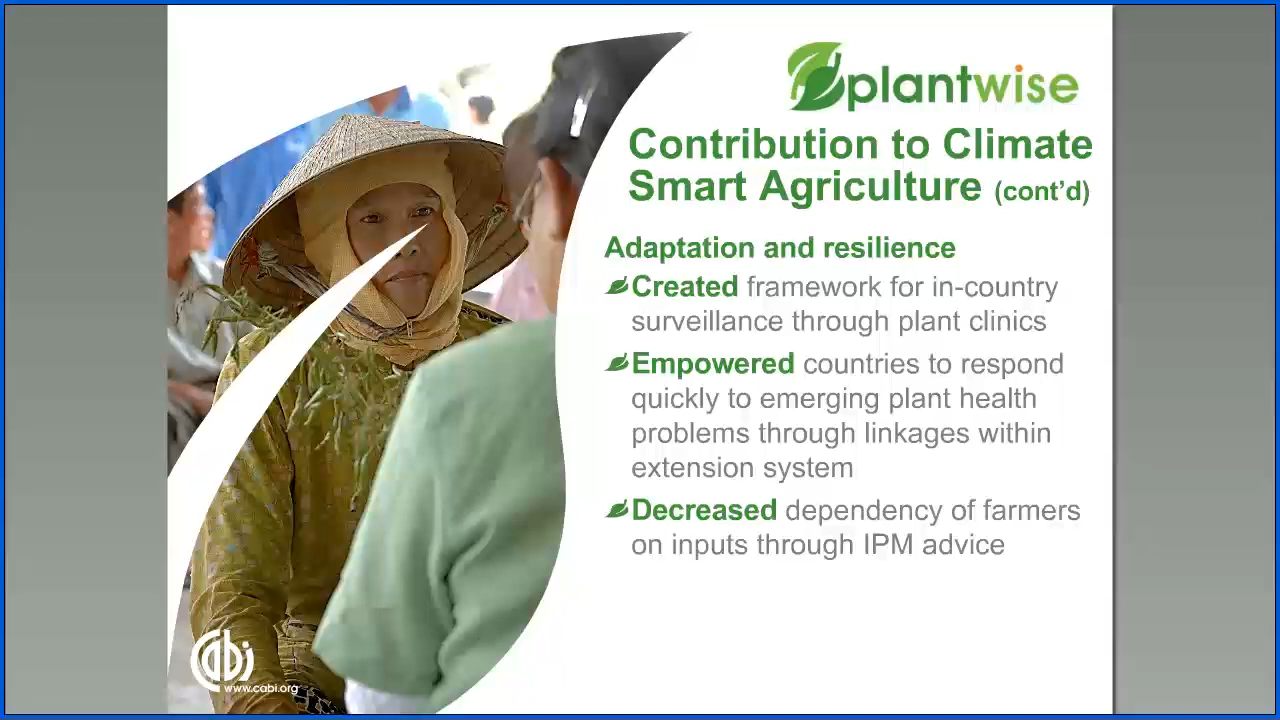 plantwise
Contribution to Climate
Smart Agriculture (cont'd)
Adaptation and resilience
Created framework for in-country
surveillance through plant clinics
Empowered countries to respond
quickly to emerging plant health
problems through linkages within
extension system
Decreased dependency of farmers
on inputs through IPM advice
cabi
www.cabi.org